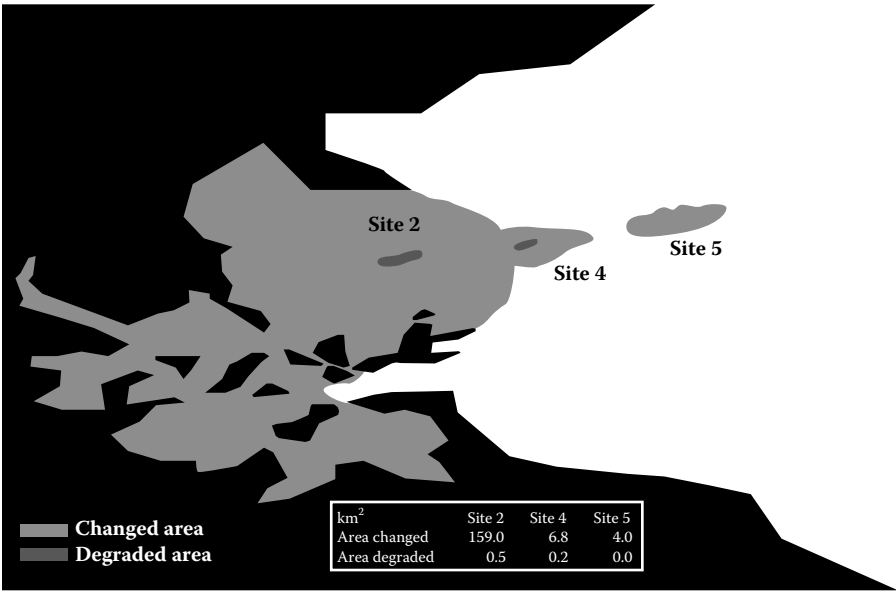 Site 2
Site 5
Site 4
Changed area
Degraded area
km² Site 2 Site 4 Site 5
Area changed 159.0 6.8 4.0
Area degraded 0.5 0.2 0.0